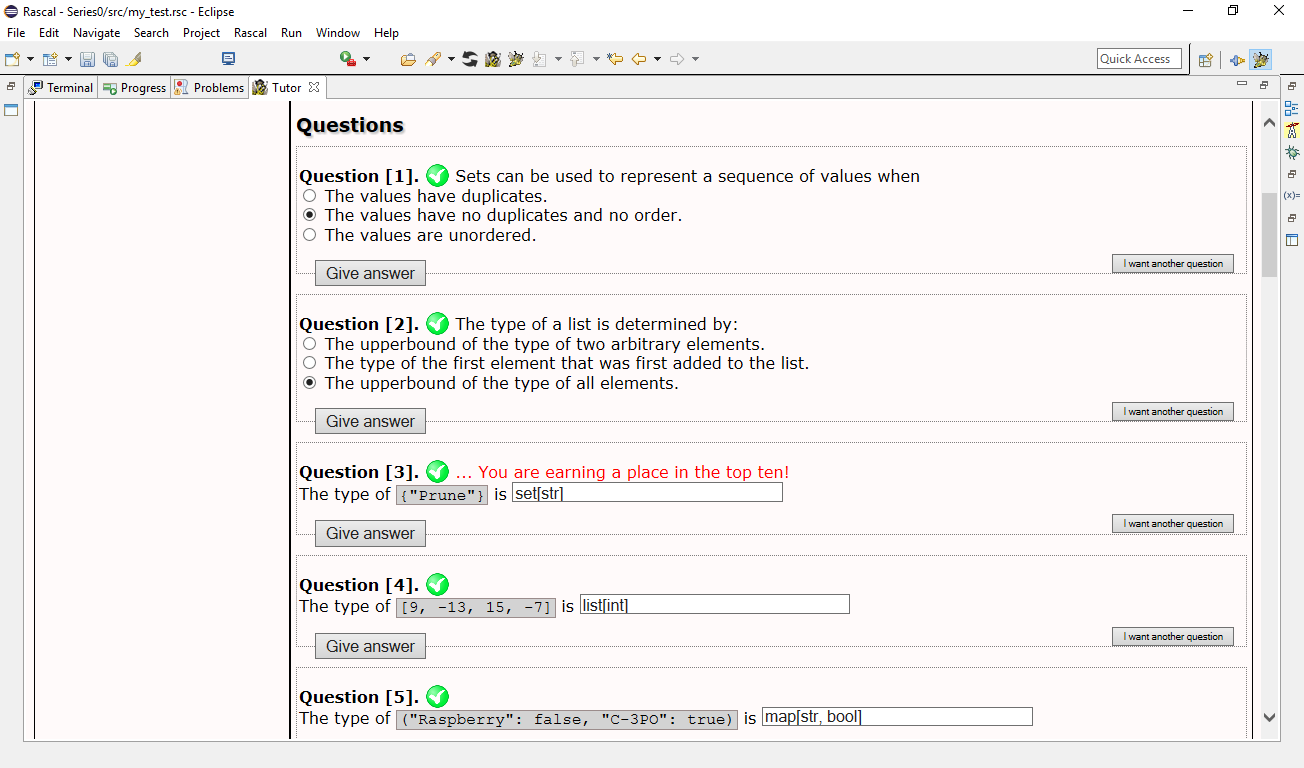 Rascal - Series0/src/my_test.rsc - Eclipse
File Edit Navigate Search Project Rascal Run Window Help
Quick Access
Terminal Progress Problems Tutor
Questions
Question [1]. Sets can be used to represent a sequence of values when
The values have duplicates.
The values have no duplicates and no order.
The values are unordered.
Give answer
I want another question
Question [2]. The type of a list is determined by:
The upperbound of the type of two arbitrary elements.
The type of the first element that was first added to the list.
The upperbound of the type of all elements.
Give answer
I want another question
Question [3]. ... You are earning a place in the top ten!
The type of {"Prune"} is set[str]
Give answer
I want another question
Question [4].
The type of [9, -13, 15, -7] is list[int]
Give answer
I want another question
Question [5].
The type of ("Raspberry": false, "C-3PO": true) is map[str, bool]
(x)=